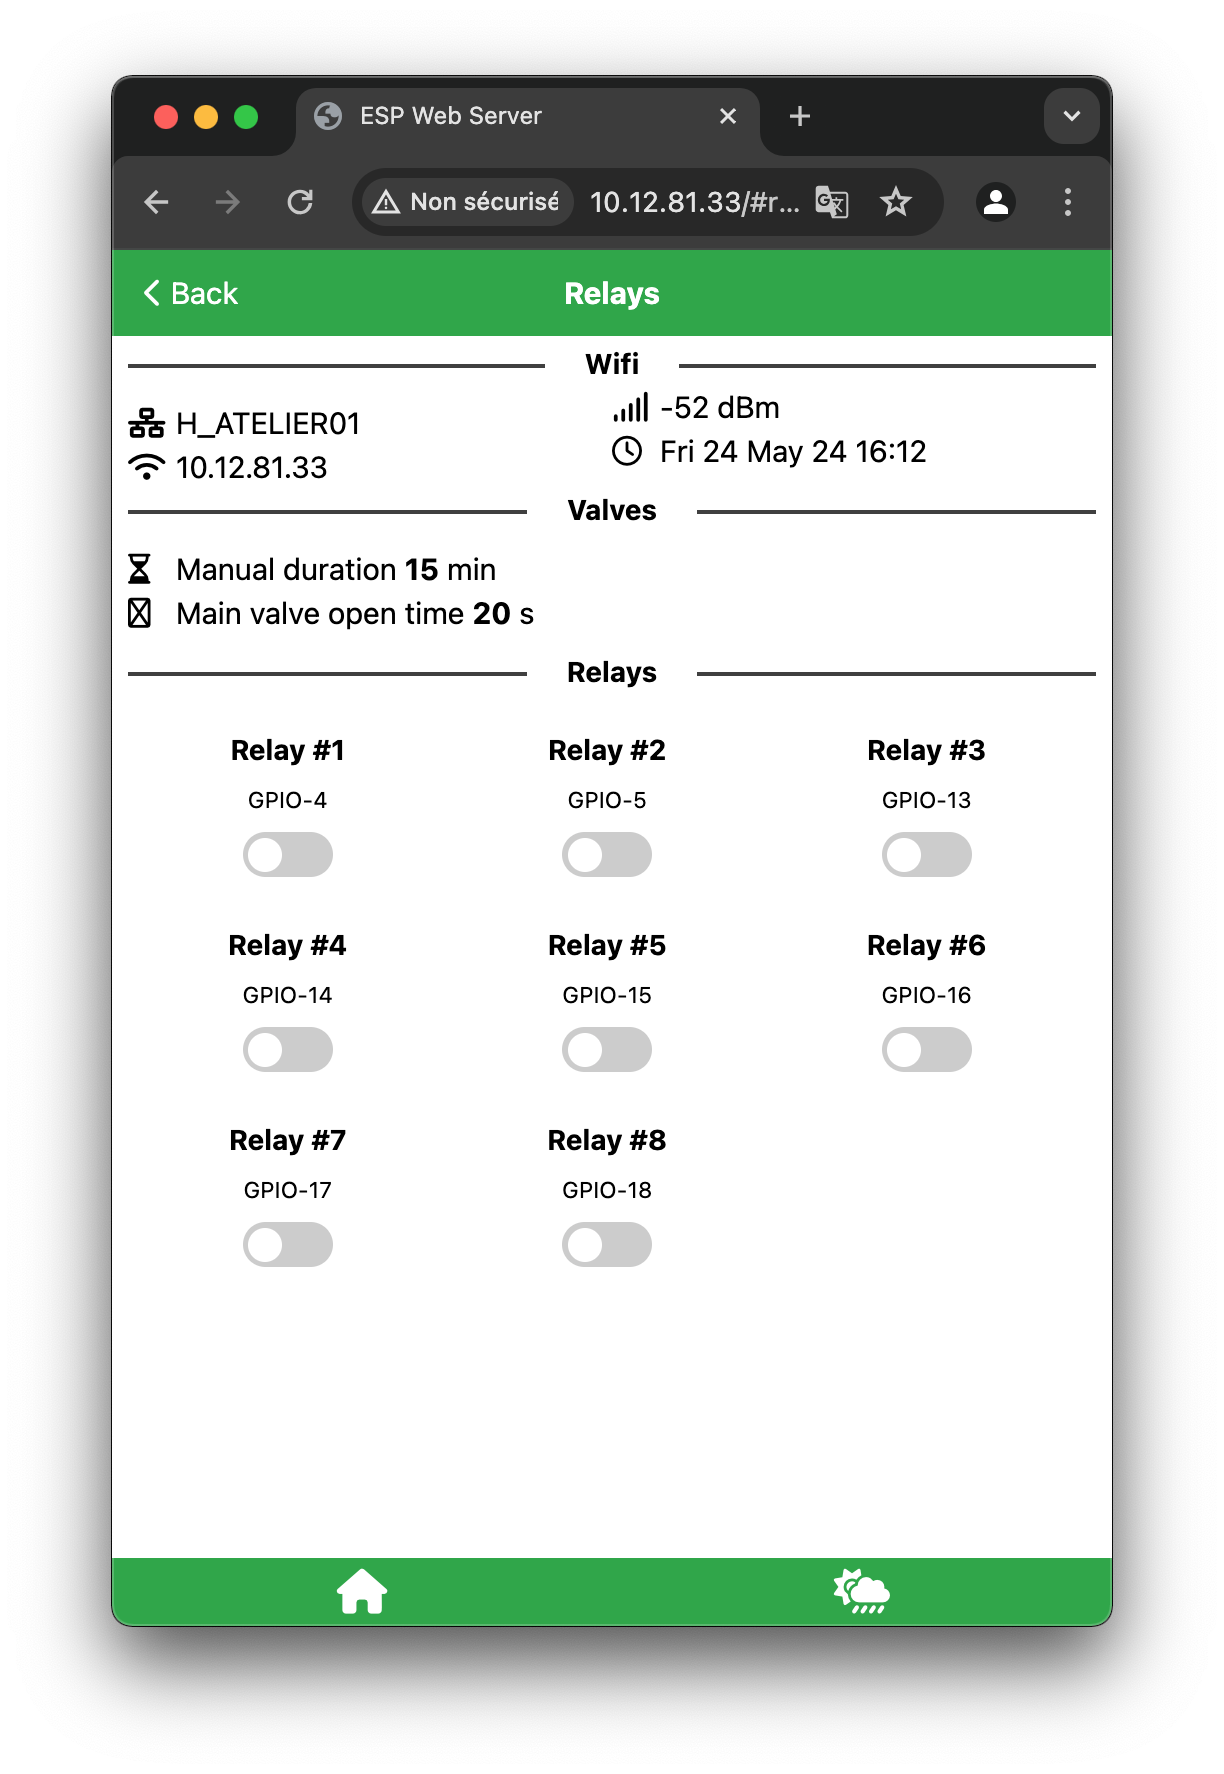 ESP Web Server
Non sécurisé 10.12.81.33/#r...
Back Relays
Wifi
H_ATELIER01
10.12.81.33
-52 dBm
Fri 24 May 24 16:12
Valves
Manual duration 15 min
Main valve open time 20 s
Relays
Relay #1 Relay #2 Relay #3
GPIO-4 GPIO-5 GPIO-13
Relay #4 Relay #5 Relay #6
GPIO-14 GPIO-15 GPIO-16
Relay #7 Relay #8
GPIO-17 GPIO-18